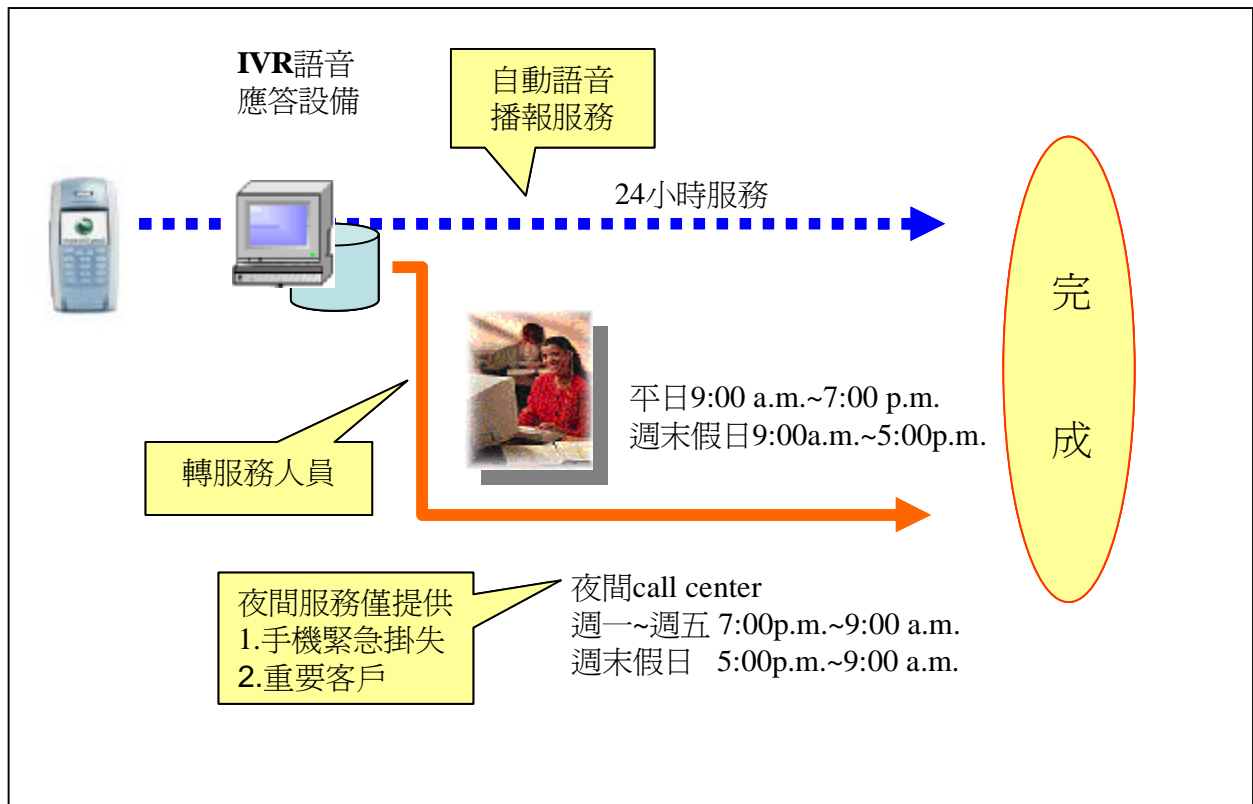 IVR語音
應答設備
自動語音
播報服務
24小時服務
完
成
平日9:00 a.m.~7:00 p.m.
週末假日9:00a.m.~5:00p.m.
轉服務人員
夜間服務僅提供
1.手機緊急掛失
2.重要客戶
夜間call center
週一~週五 7:00p.m.~9:00 a.m.
週末假日 5:00p.m.~9:00 a.m.